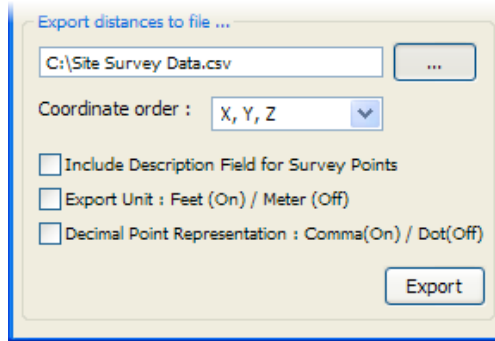 Export distances to file ...
C:\Site Survey Data.csv
...
Coordinate order :
X, Y, Z
Include Description Field for Survey Points
Export Unit : Feet (On) / Meter (Off)
Decimal Point Representation : Comma(On) / Dot(Off)
Export